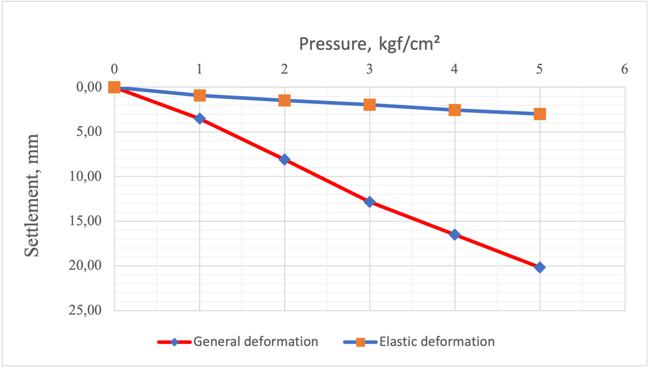 Pressure, kgf/cm²
0 1 2 3 4 5 6
0,00
5,00
10,00
15,00
20,00
25,00
Settlement, mm
General deformation Elastic deformation